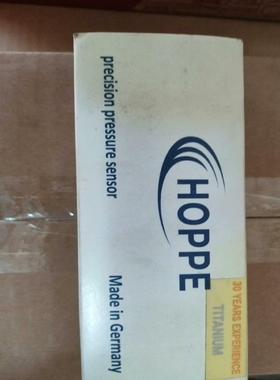 HOPPE
precision pressure sensor
Made in Germany
30 YEARS EXPERIENCE
TITANIUM